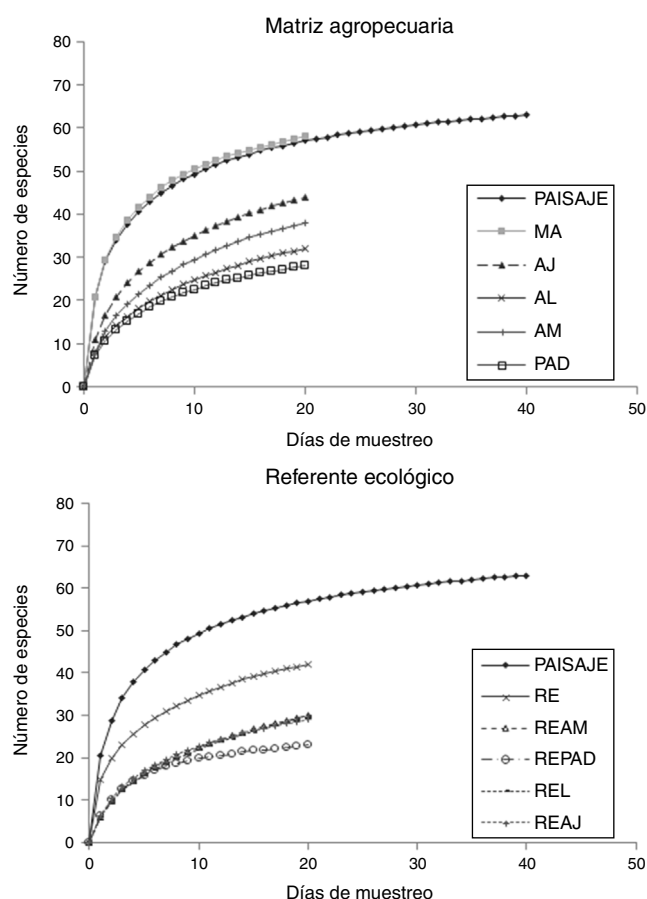 Matriz agropecuaria
80
70
60
50
40
30
20
10
0
Número de especies
0 10 20 30 40 50
Días de muestreo
PAISAJE
MA
AJ
AL
AM
PAD
Referente ecológico
80
70
60
50
40
30
20
10
0
Número de especies
0 10 20 30 40 50
Días de muestreo
PAISAJE
RE
REAM
REPAD
REL
REAJ